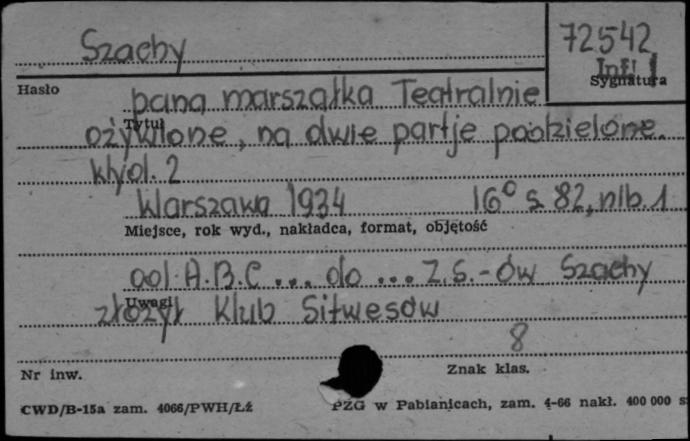 Szachy
72542
Inf! 1
Sygnatura
Hasło
pana marszałka Teatralnie
Tytuł
ożywione, na dwie partje podzielone.
Wyd. 2
Warszawa 1934 16° s. 82, nlb. 1
Miejsce, rok wyd., nakładca, format, objętość
od A.B.C ... do ... Z.S.-ów Szachy
Uwagi
złożył Klub Sitwesów
8
Nr inw.
Znak klas.
CWD/B-15a zam. 4066/PWH/Łź PZG w Pabianicach, zam. 4-66 nakł. 400 000 s